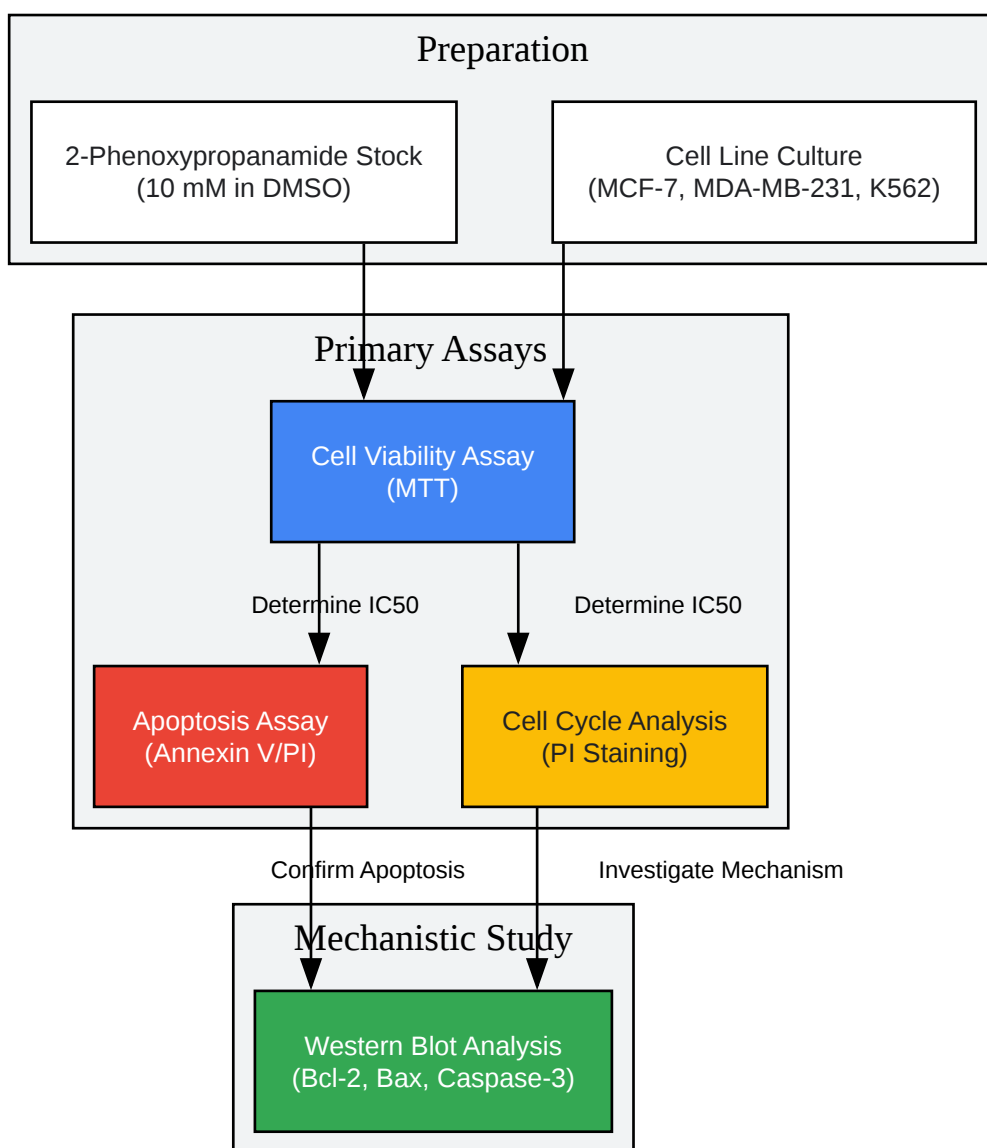 Preparation
2-Phenoxypropanamide Stock
(10 mM in DMSO)
Cell Line Culture
(MCF-7, MDA-MB-231, K562)
Primary Assays
Cell Viability Assay
(MTT)
Determine IC50
Determine IC50
Apoptosis Assay
(Annexin V/PI)
Cell Cycle Analysis
(PI Staining)
Confirm Apoptosis
Investigate Mechanism
Mechanistic Study
Western Blot Analysis
(Bcl-2, Bax, Caspase-3)